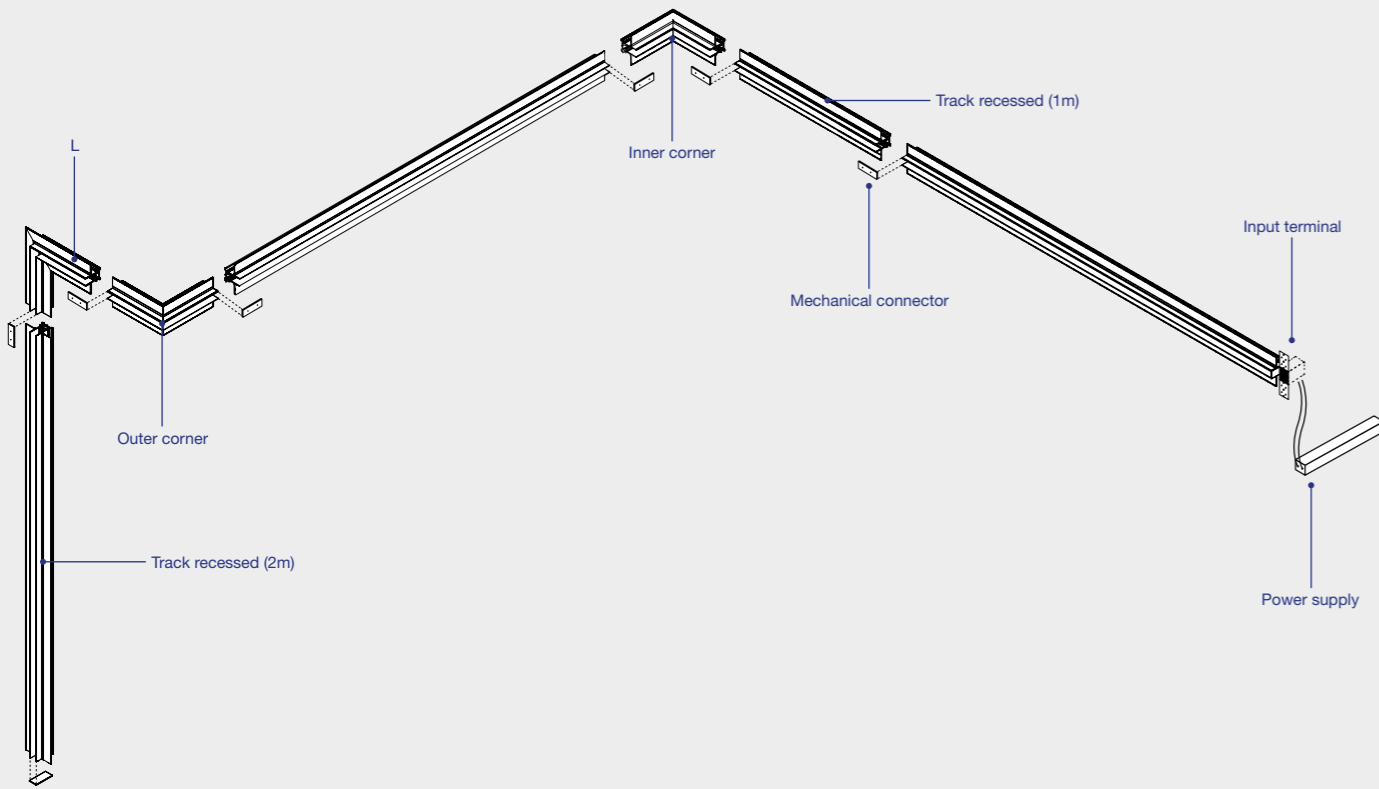 Track recessed (1m)
L
Inner corner
Input terminal
Mechanical connector
Outer corner
Track recessed (2m)
Power supply